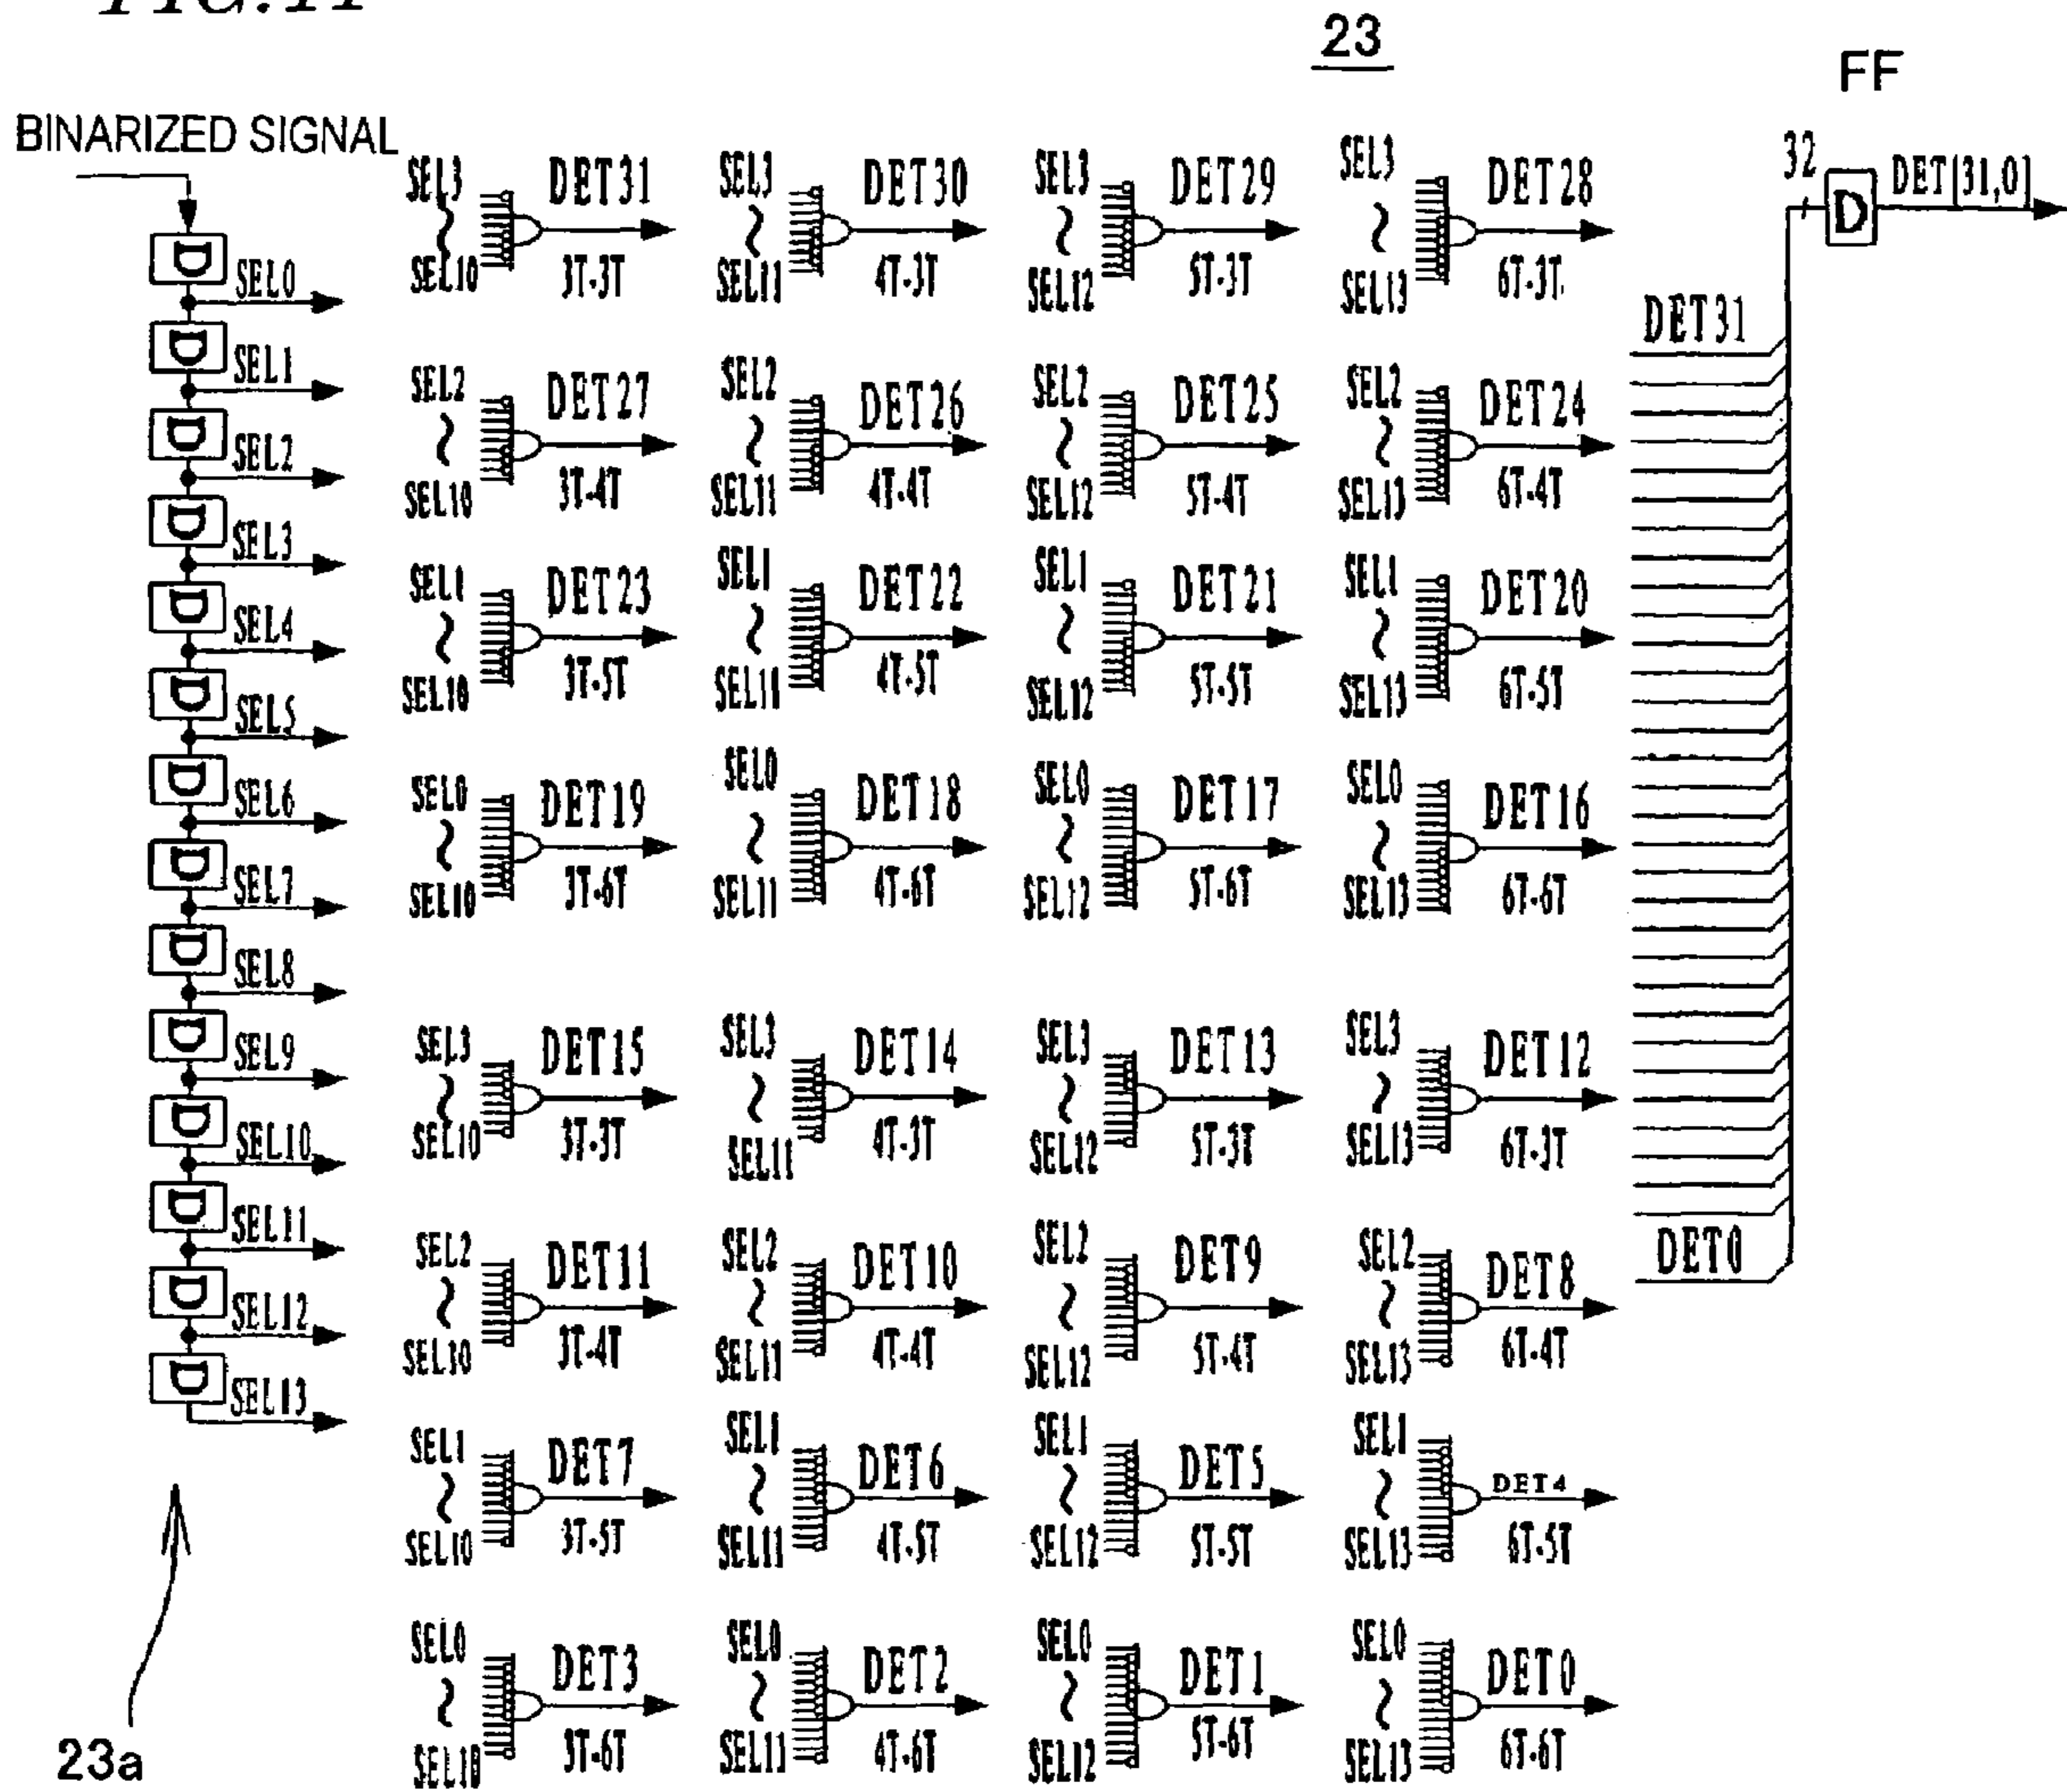 FIG. 11
23
FF
BINARIZED SIGNAL
32
D
DET[31,0]
D
SEL0
D
SEL1
D
SEL2
D
SEL3
D
SEL4
D
SEL5
D
SEL6
D
SEL7
D
SEL8
D
SEL9
D
SEL10
D
SEL11
D
SEL12
D
SEL13
23a
SEL3 ~ SEL10 DET31 3T-3T
SEL3 ~ SEL11 DET30 4T-3T
SEL3 ~ SEL12 DET29 5T-3T
SEL3 ~ SEL13 DET28 6T-3T
SEL2 ~ SEL10 DET27 3T-4T
SEL2 ~ SEL11 DET26 4T-4T
SEL2 ~ SEL12 DET25 5T-4T
SEL2 ~ SEL13 DET24 6T-4T
SEL1 ~ SEL10 DET23 3T-5T
SEL1 ~ SEL11 DET22 4T-5T
SEL1 ~ SEL12 DET21 5T-5T
SEL1 ~ SEL13 DET20 6T-5T
SEL0 ~ SEL10 DET19 3T-6T
SEL0 ~ SEL11 DET18 4T-6T
SEL0 ~ SEL12 DET17 5T-6T
SEL0 ~ SEL13 DET16 6T-6T
SEL3 ~ SEL10 DET15 3T-3T
SEL3 ~ SEL11 DET14 4T-3T
SEL3 ~ SEL12 DET13 5T-3T
SEL3 ~ SEL13 DET12 6T-3T
SEL2 ~ SEL10 DET11 3T-4T
SEL2 ~ SEL11 DET10 4T-4T
SEL2 ~ SEL12 DET9 5T-4T
SEL2 ~ SEL13 DET8 6T-4T
SEL1 ~ SEL10 DET7 3T-5T
SEL1 ~ SEL11 DET6 4T-5T
SEL1 ~ SEL12 DET5 5T-5T
SEL1 ~ SEL13 DET4 6T-5T
SEL0 ~ SEL10 DET3 3T-6T
SEL0 ~ SEL11 DET2 4T-6T
SEL0 ~ SEL12 DET1 5T-6T
SEL0 ~ SEL13 DET0 6T-6T
DET31
DET0